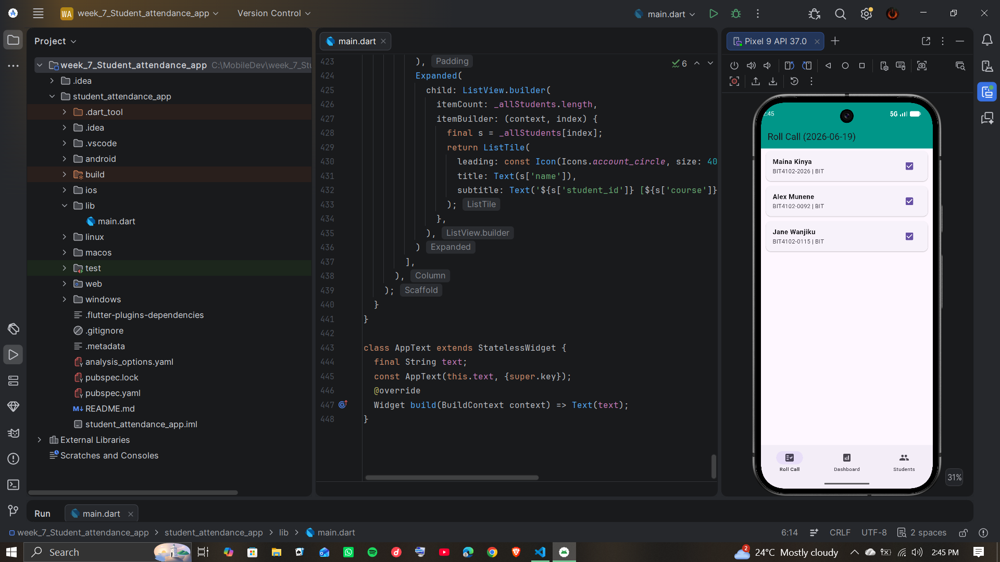 WA week_7_Student_attendance_app Version Control main.dart
Project
week_7_Student_attendance_app C:\MobileDev\week_7_Stu
.idea
student_attendance_app
.dart_tool
.idea
.vscode
android
build
ios
lib
main.dart
linux
macos
test
web
windows
.flutter-plugins-dependencies
.gitignore
.metadata
analysis_options.yaml
pubspec.lock
pubspec.yaml
M↓ README.md
student_attendance_app.iml
External Libraries
Scratches and Consoles
main.dart
6
423 ), Padding
424 Expanded(
425 child: ListView.builder(
426 itemCount: _allStudents.length,
427 itemBuilder: (context, index) {
428 final s = _allStudents[index];
429 return ListTile(
430 leading: const Icon(Icons.account_circle, size: 40
431 title: Text(s['name']),
432 subtitle: Text('${s['student_id']} [${s['course']}
433 ); ListTile
434 },
435 ), ListView.builder
436 ) Expanded
437 ],
438 ), Column
439 ); Scaffold
440 }
441 }
442
443 class AppText extends StatelessWidget {
444 final String text;
445 const AppText(this.text, {super.key});
446 @override
447 Widget build(BuildContext context) => Text(text);
448 }
Pixel 9 API 37.0
:45 5G
Roll Call (2026-06-19)
Maina Kinya
BIT4102-2026 | BIT
Alex Munene
BIT4102-0092 | BIT
Jane Wanjiku
BIT4102-0115 | BIT
Roll Call Dashboard Students
31%
Run main.dart
week_7_Student_attendance_app student_attendance_app lib main.dart 6:14 CRLF UTF-8 2 spaces
Search 2 24°C Mostly cloudy 2:45 PM